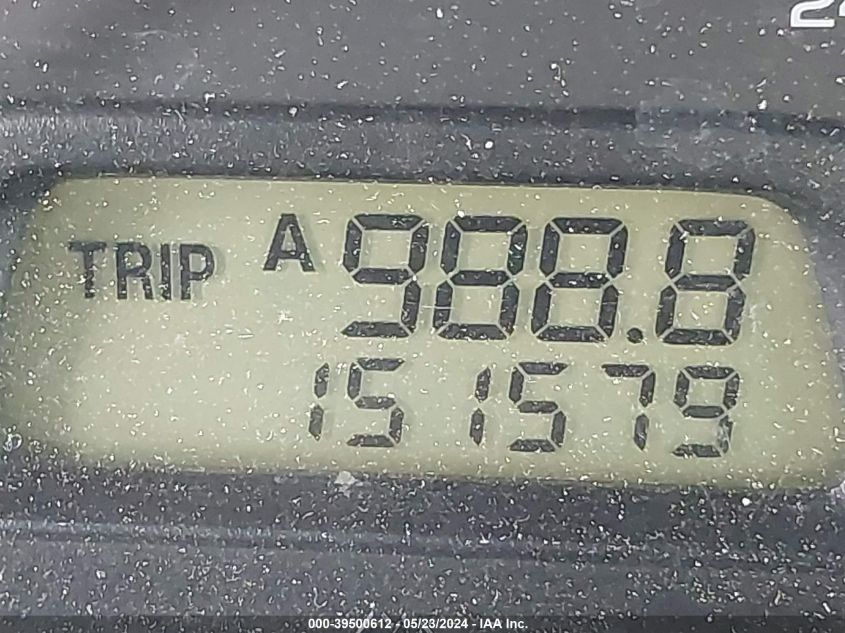 TRIP A 988.8
151579
000-39500612 - 05/23/2024 - IAA Inc.